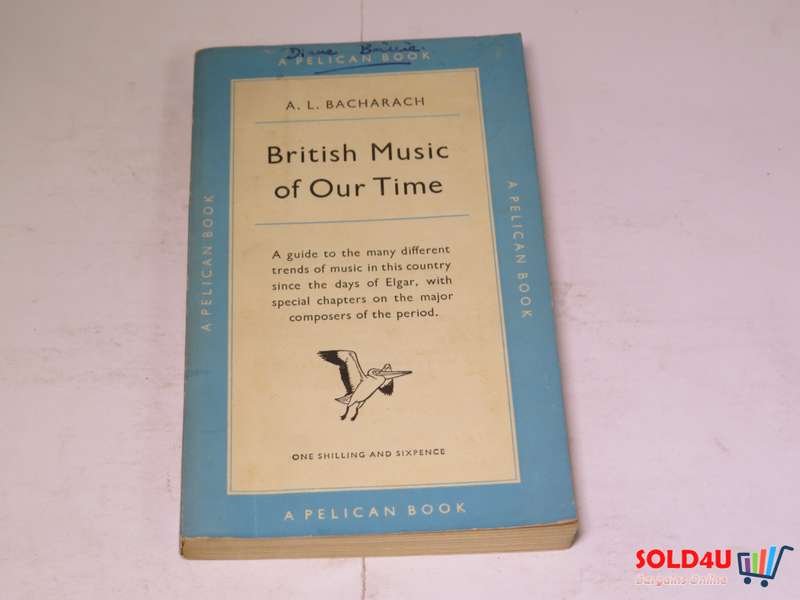 Diane
A PELICAN BOOK
A. L. BACHARACH
British Music
of Our Time
A guide to the many different
trends of music in this country
since the days of Elgar, with
special chapters on the major
composers of the period.
ONE SHILLING AND SIXPENCE
A PELICAN BOOK
A PELICAN BOOK
A PELICAN BOOK
SOLD4U
Bargains Online